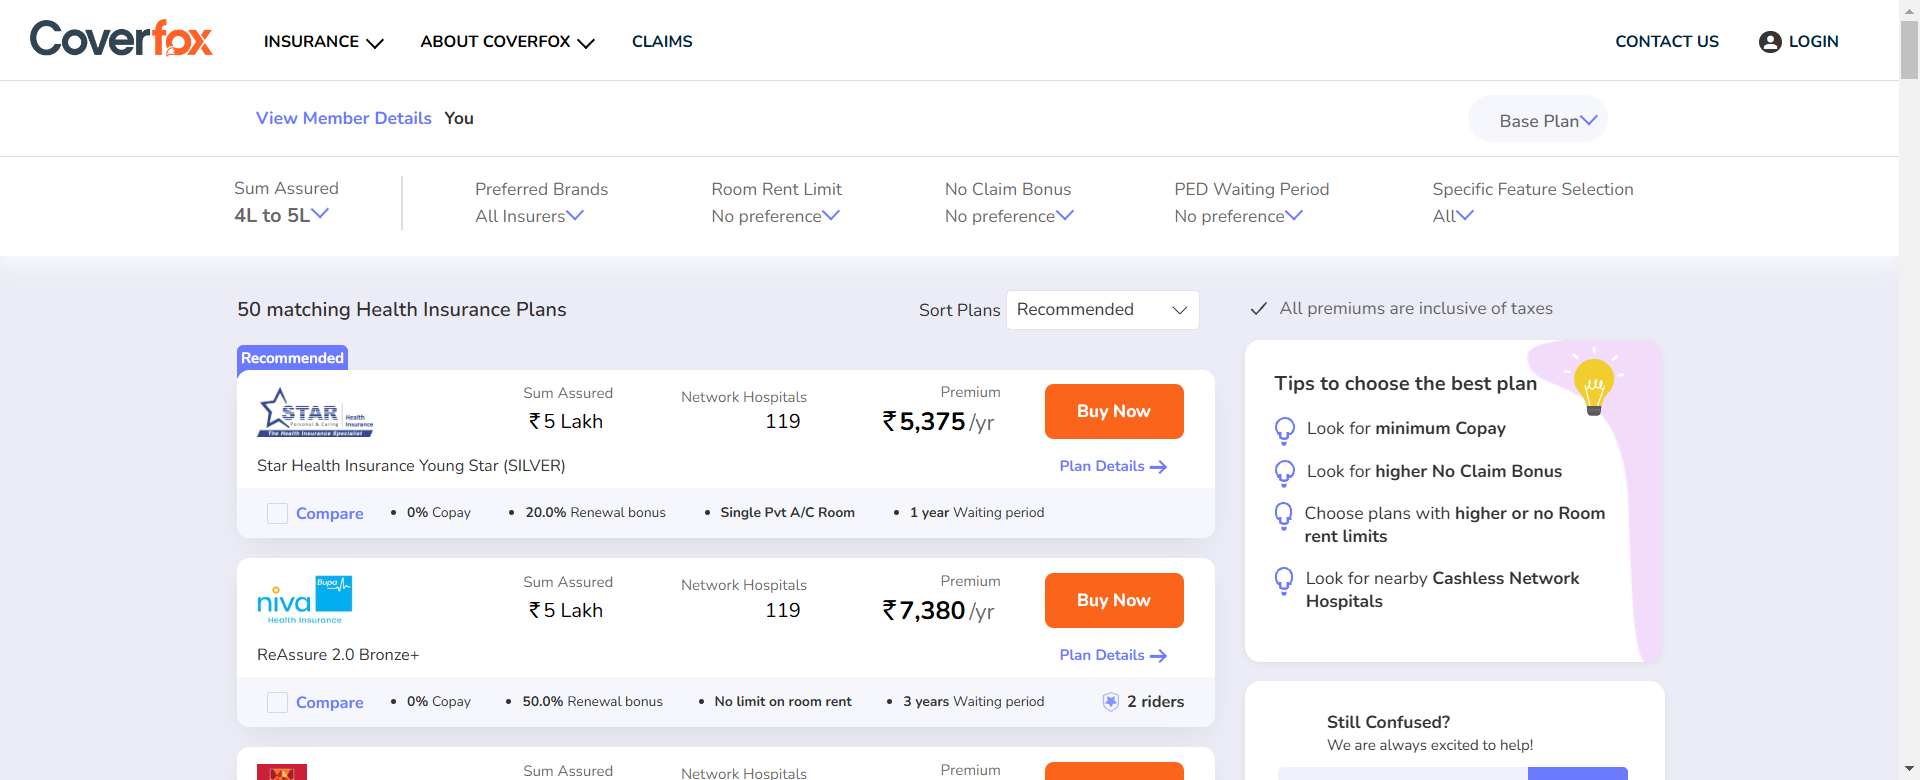 Coverfox
INSURANCE
ABOUT COVERFOX
CLAIMS
CONTACT US
LOGIN
View Member Details You
Base Plan
Sum Assured
4L to 5L
Preferred Brands
All Insurers
Room Rent Limit
No preference
No Claim Bonus
No preference
PED Waiting Period
No preference
Specific Feature Selection
All
50 matching Health Insurance Plans
Sort Plans
Recommended
All premiums are inclusive of taxes
Recommended
STAR Health Insurance
Personal & Caring
The Health Insurance Specialist
Sum Assured
₹5 Lakh
Network Hospitals
119
Premium
₹5,375/yr
Buy Now
Star Health Insurance Young Star (SILVER)
Plan Details
Compare
• 0% Copay
• 20.0% Renewal bonus
• Single Pvt A/C Room
• 1 year Waiting period
niva Bupa
Health Insurance
Sum Assured
₹5 Lakh
Network Hospitals
119
Premium
₹7,380/yr
Buy Now
ReAssure 2.0 Bronze+
Plan Details
Compare
• 0% Copay
• 50.0% Renewal bonus
• No limit on room rent
• 3 years Waiting period
2 riders
Sum Assured
Network Hospitals
Premium
Tips to choose the best plan
Look for minimum Copay
Look for higher No Claim Bonus
Choose plans with higher or no Room
rent limits
Look for nearby Cashless Network
Hospitals
Still Confused?
We are always excited to help!